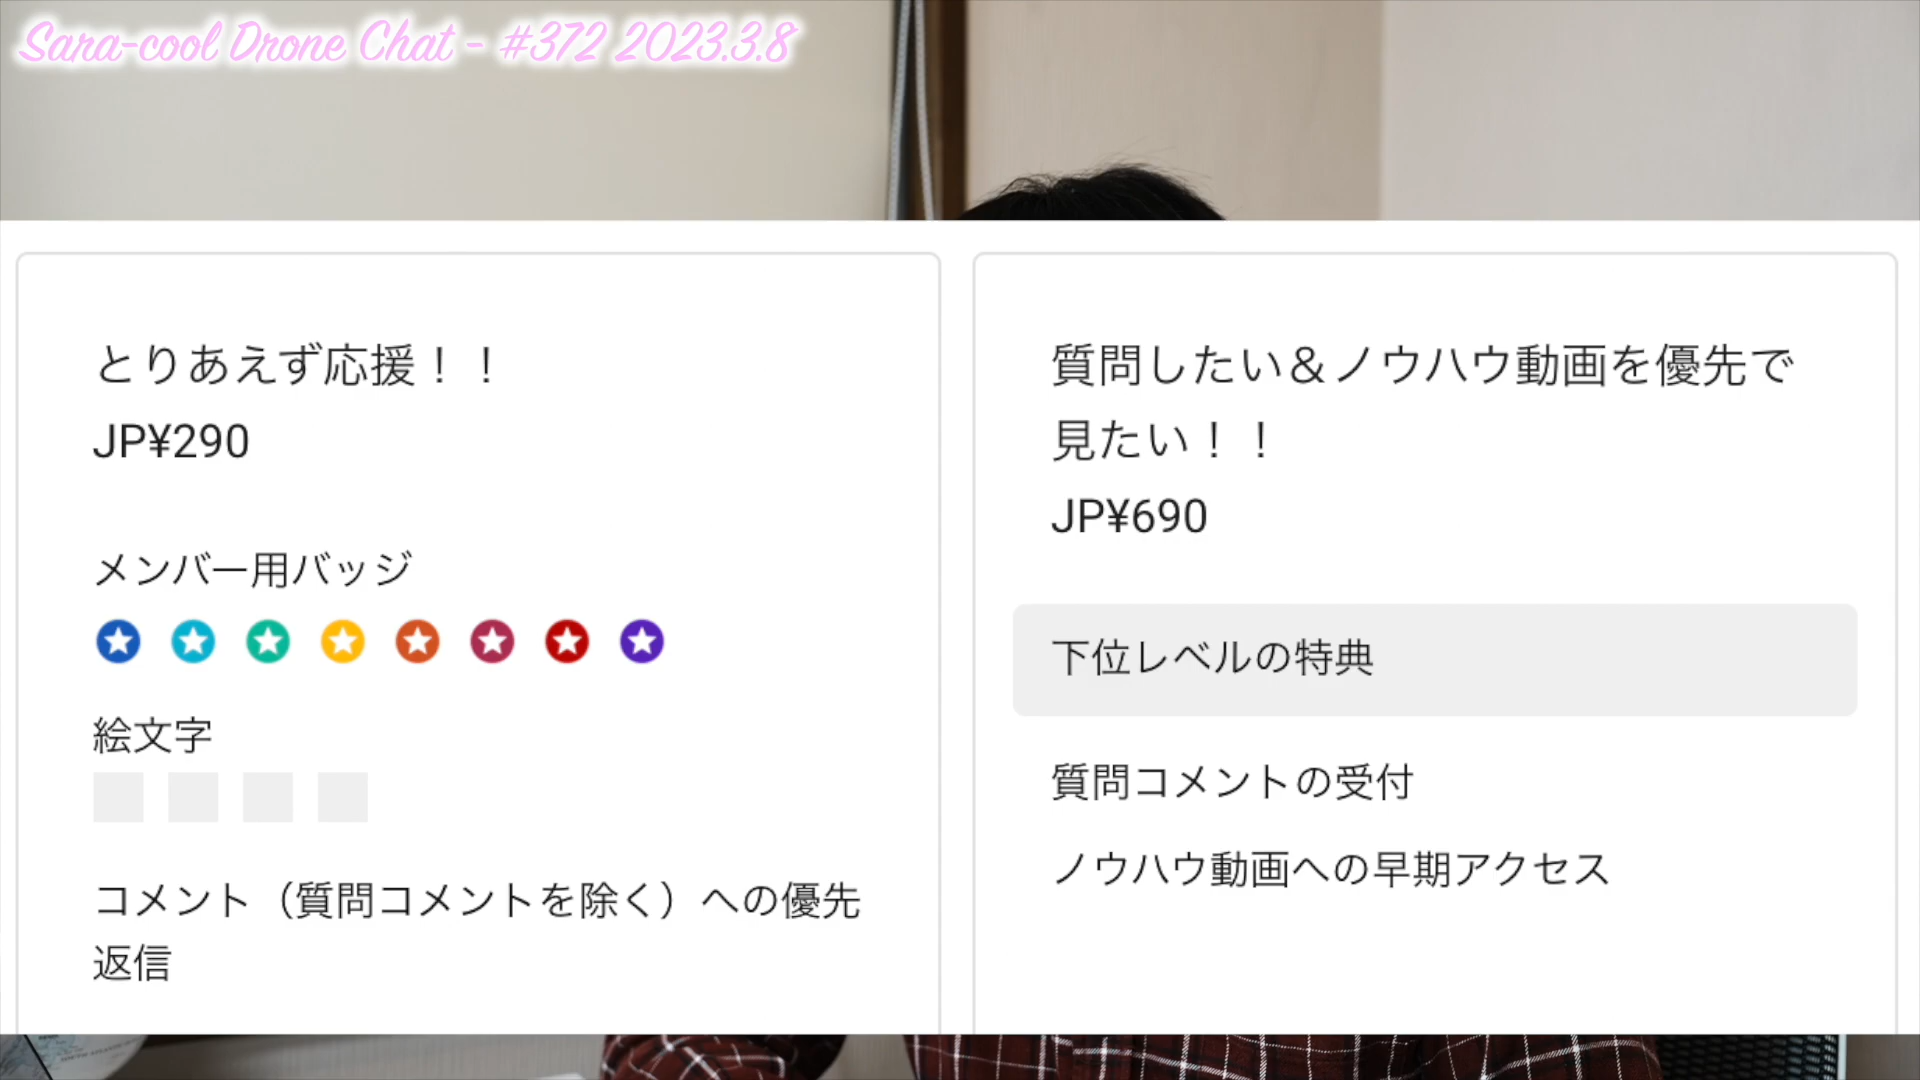 Sara-cool Drone Chat - #372 2023.3.8
とりあえず応援！！
JP¥290
メンバー用バッジ
絵文字
コメント（質問コメントを除く）への優先
返信
質問したい＆ノウハウ動画を優先で
見たい！！
JP¥690
下位レベルの特典
質問コメントの受付
ノウハウ動画への早期アクセス